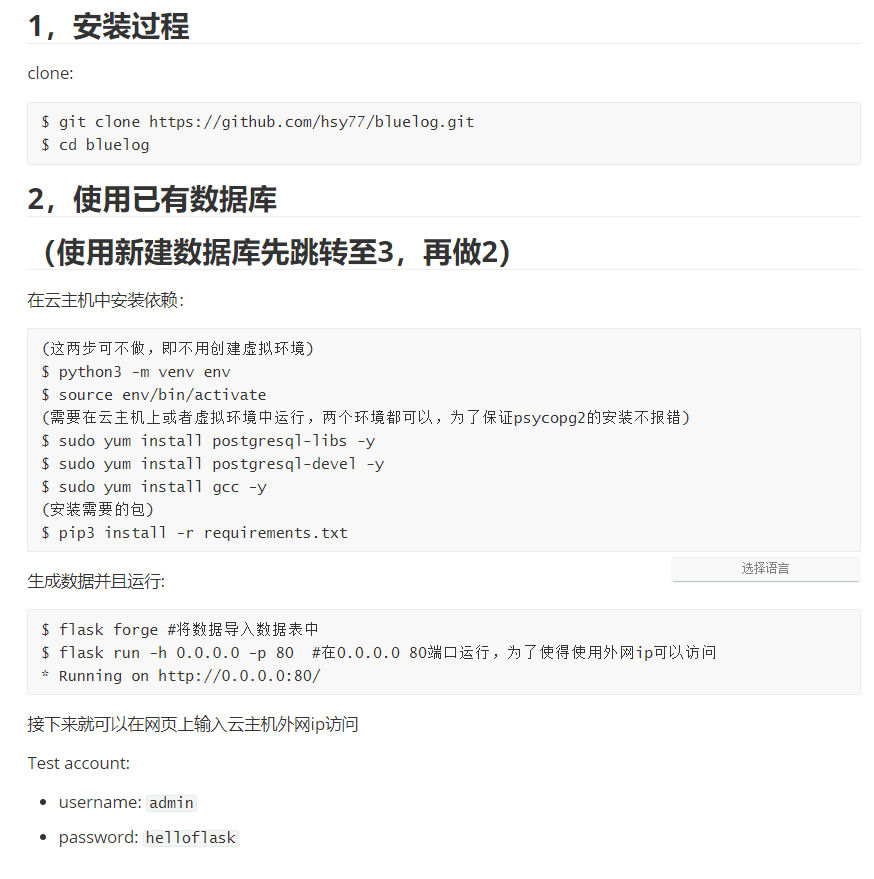 1，安装过程
clone:
$ git clone https://github.com/hsy77/bluelog.git
$ cd bluelog
2，使用已有数据库
（使用新建数据库先跳转至3，再做2）
在云主机中安装依赖：
(这两步可不做，即不用创建虚拟环境)
$ python3 -m venv env
$ source env/bin/activate
(需要在云主机上或者虚拟环境中运行，两个环境都可以，为了保证psycopg2的安装不报错)
$ sudo yum install postgresql-libs -y
$ sudo yum install postgresql-devel -y
$ sudo yum install gcc -y
(安装需要的包)
$ pip3 install -r requirements.txt
选择语言
生成数据并且运行:
$ flask forge #将数据导入数据表中
$ flask run -h 0.0.0.0 -p 80  #在0.0.0.0 80端口运行，为了使得使用外网ip可以访问
* Running on http://0.0.0.0:80/
接下来就可以在网页上输入云主机外网ip访问
Test account:
• username: admin
• password: helloflask